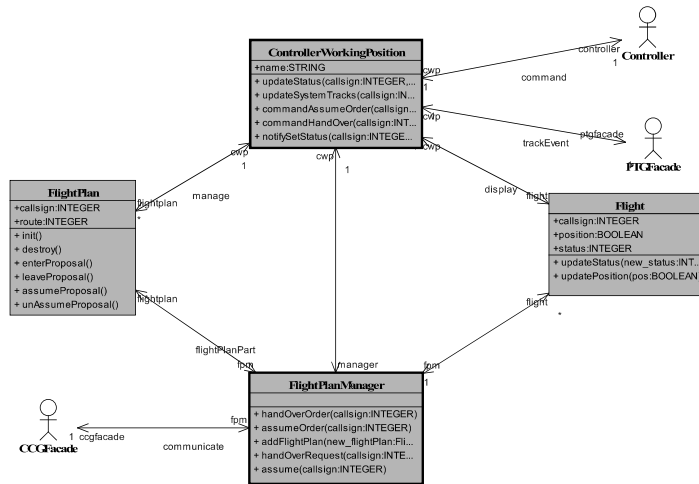 ControllerWorkingPosition
+name:STRING
+ updateStatus(callsign:INTEGER,...
+ updateSystemTracks(callsign:IN...
+ commandAssumeOrder(callsign...
+ commandHandOver(callsign:INT...
+ notifySetStatus(callsign:INTEGE...
controller
1
Controller
cwp
1
command
cwp
ptgfacade
PTGFacade
trackEvent
cwp
display
flight
cwp
1
manage
flightplan
*
cwp
1
FlightPlan
+callsign:INTEGER
+route:INTEGER
+ init()
+ destroy()
+ enterProposal()
+ leaveProposal()
+ assumeProposal()
+ unAssumeProposal()
Flight
+callsign:INTEGER
+position:BOOLEAN
+status:INTEGER
+ updateStatus(new_status:INT...
+ updatePosition(pos:BOOLEAN
flightplan
flightPlanPart
fpm
manager
flight
*
fpm
1
FlightPlanManager
+ handOverOrder(callsign:INTEGER)
+ assumeOrder(callsign:INTEGER)
+ addFlightPlan(new_flightPlan:Fli...
+ handOverRequest(callsign:INTE...
+ assume(callsign:INTEGER)
fpm
1 ccgfacade
communicate
CCGFacade